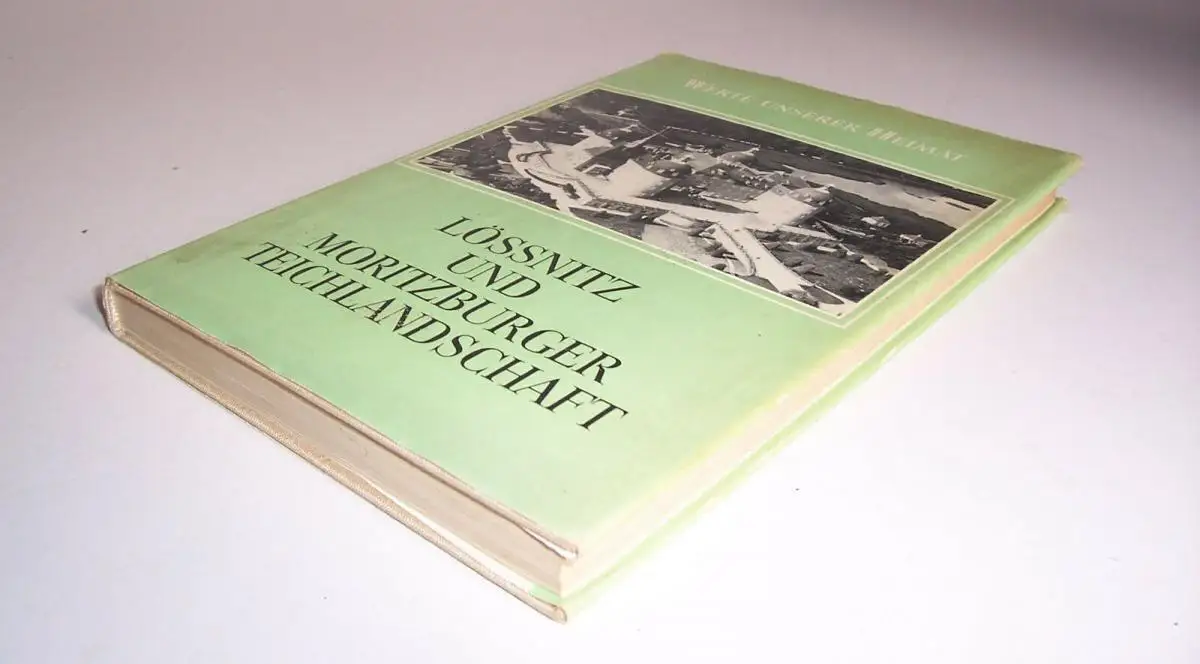 WERTE UNSERER HEIMAT
LÖSSNITZ
UND
MORITZBURGER
TEICHLANDSCHAFT